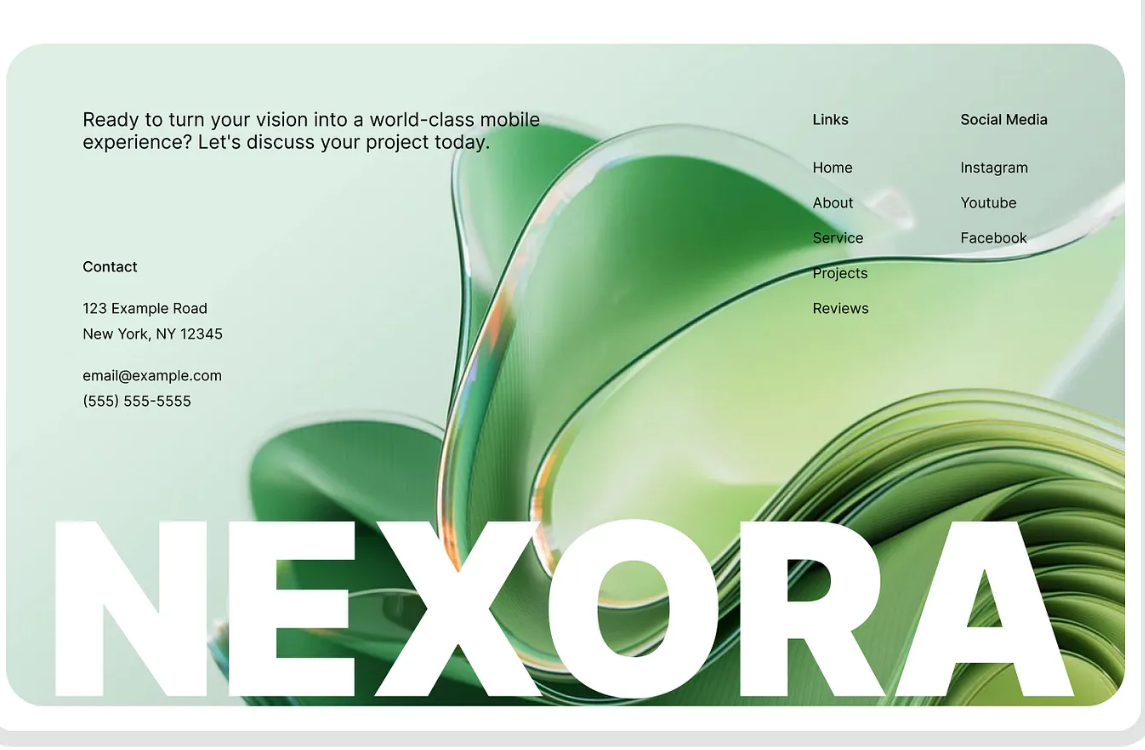 Ready to turn your vision into a world-class mobile
experience? Let's discuss your project today.
Contact
123 Example Road
New York, NY 12345
email@example.com
(555) 555-5555
Links
Home
About
Service
Projects
Reviews
Social Media
Instagram
Youtube
Facebook
NEXORA